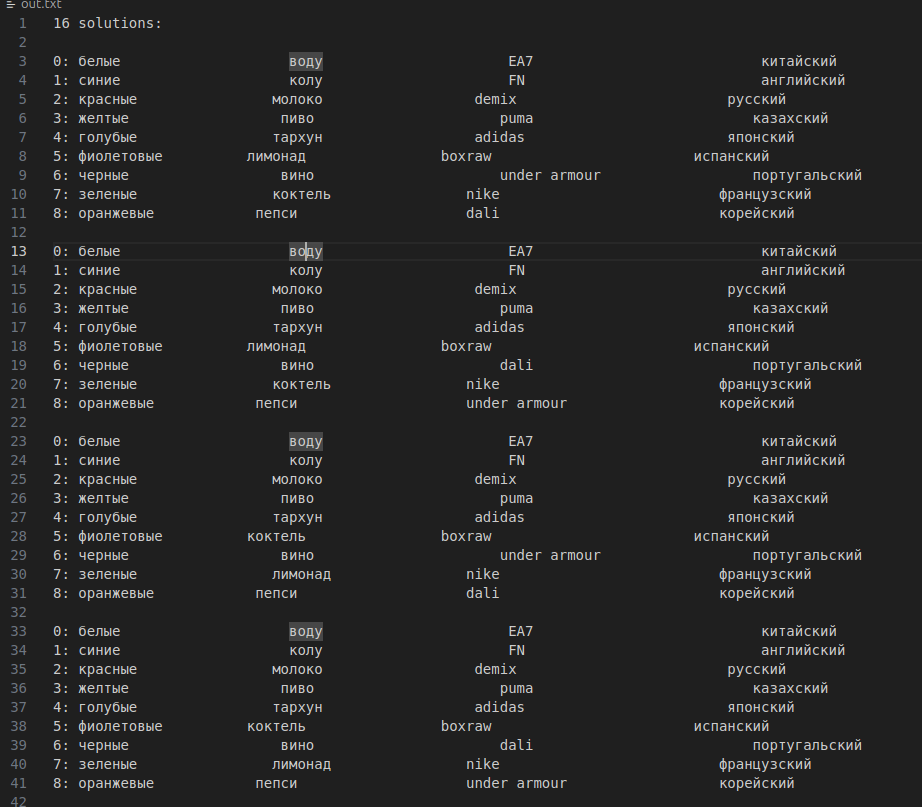 out.txt
1 16 solutions:
2
3 0: белые воду EA7 китайский
4 1: синие колу FN английский
5 2: красные молоко demix русский
6 3: желтые пиво puma казахский
7 4: голубые тархун adidas японский
8 5: фиолетовые лимонад boxraw испанский
9 6: черные вино under armour португальский
10 7: зеленые коктель nike французский
11 8: оранжевые пепси dali корейский
12
13 0: белые воду EA7 китайский
14 1: синие колу FN английский
15 2: красные молоко demix русский
16 3: желтые пиво puma казахский
17 4: голубые тархун adidas японский
18 5: фиолетовые лимонад boxraw испанский
19 6: черные вино dali португальский
20 7: зеленые коктель nike французский
21 8: оранжевые пепси under armour корейский
22
23 0: белые воду EA7 китайский
24 1: синие колу FN английский
25 2: красные молоко demix русский
26 3: желтые пиво puma казахский
27 4: голубые тархун adidas японский
28 5: фиолетовые коктель boxraw испанский
29 6: черные вино under armour португальский
30 7: зеленые лимонад nike французский
31 8: оранжевые пепси dali корейский
32
33 0: белые воду EA7 китайский
34 1: синие колу FN английский
35 2: красные молоко demix русский
36 3: желтые пиво puma казахский
37 4: голубые тархун adidas японский
38 5: фиолетовые коктель boxraw испанский
39 6: черные вино dali португальский
40 7: зеленые лимонад nike французский
41 8: оранжевые пепси under armour корейский
42